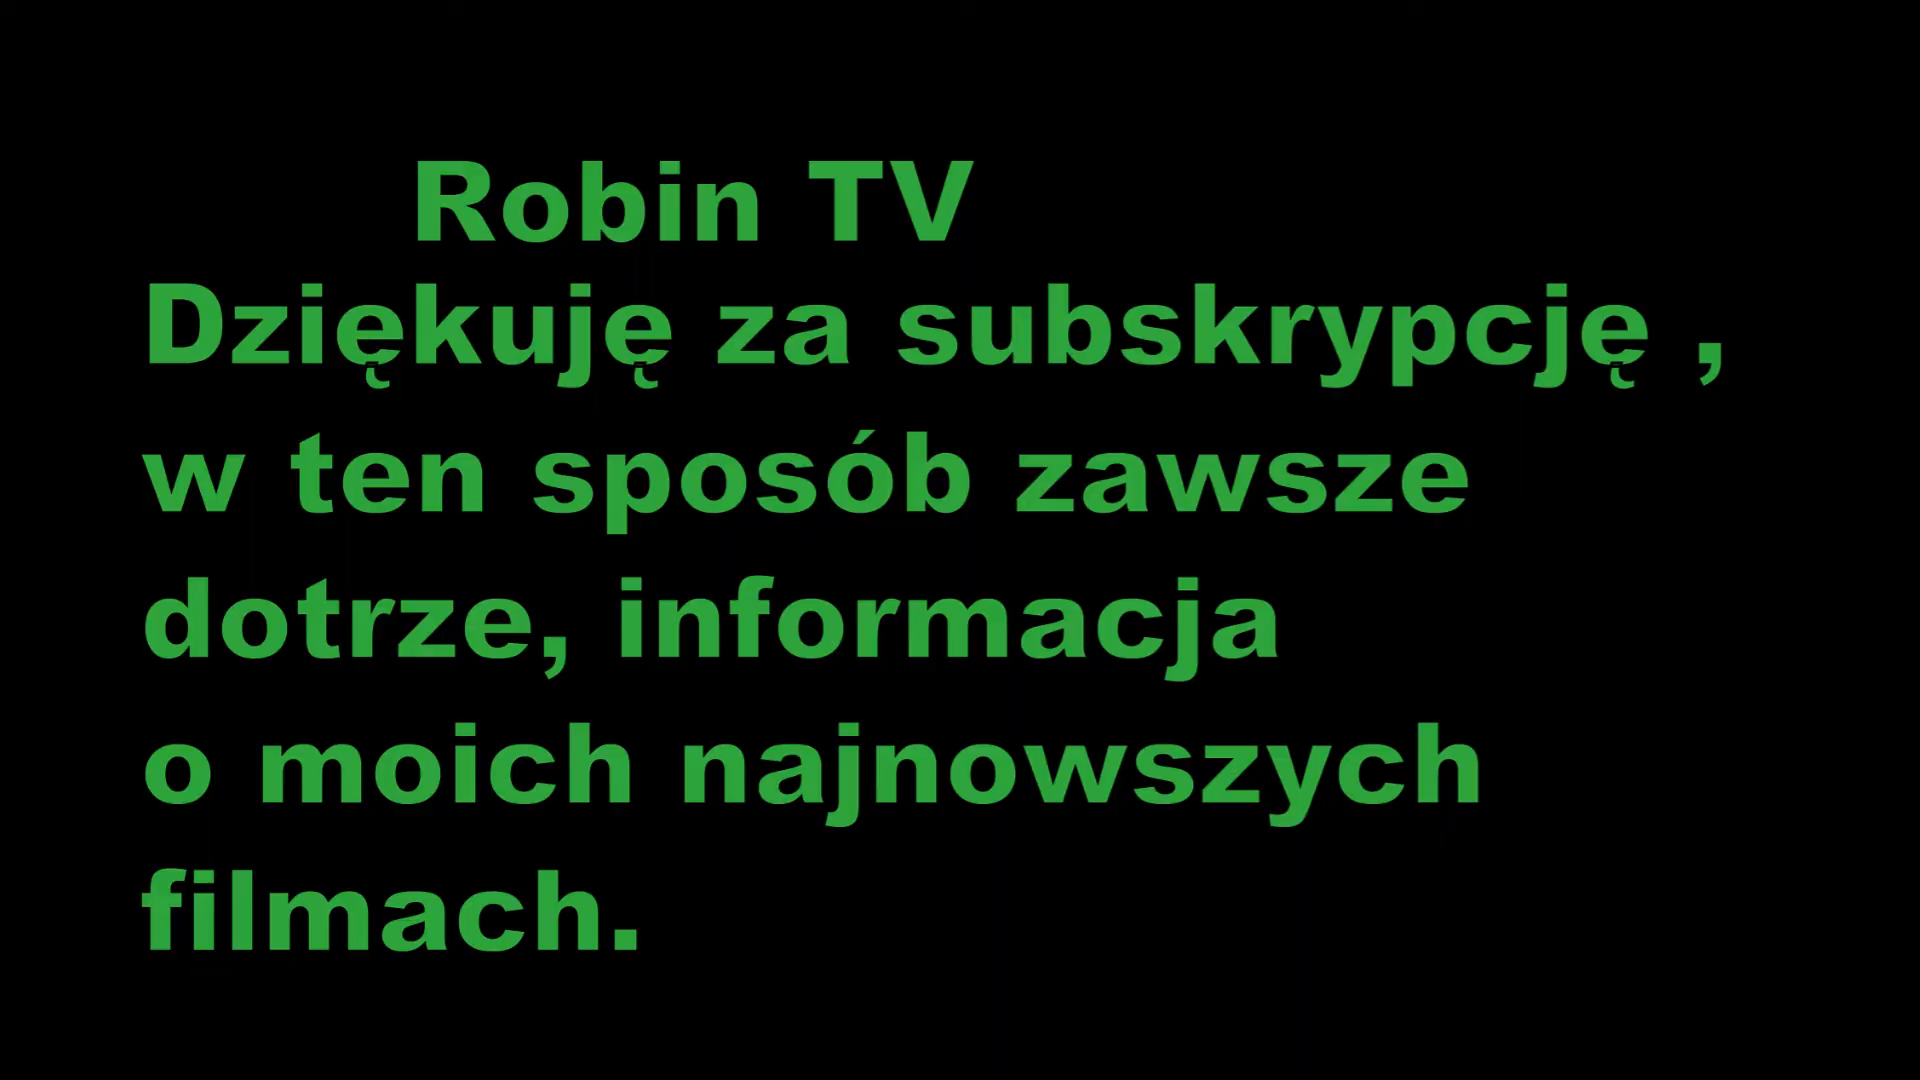 Robin TV
Dziękuję za subskrypcję ,
w ten sposób zawsze
dotrze, informacja
o moich najnowszych
filmach.